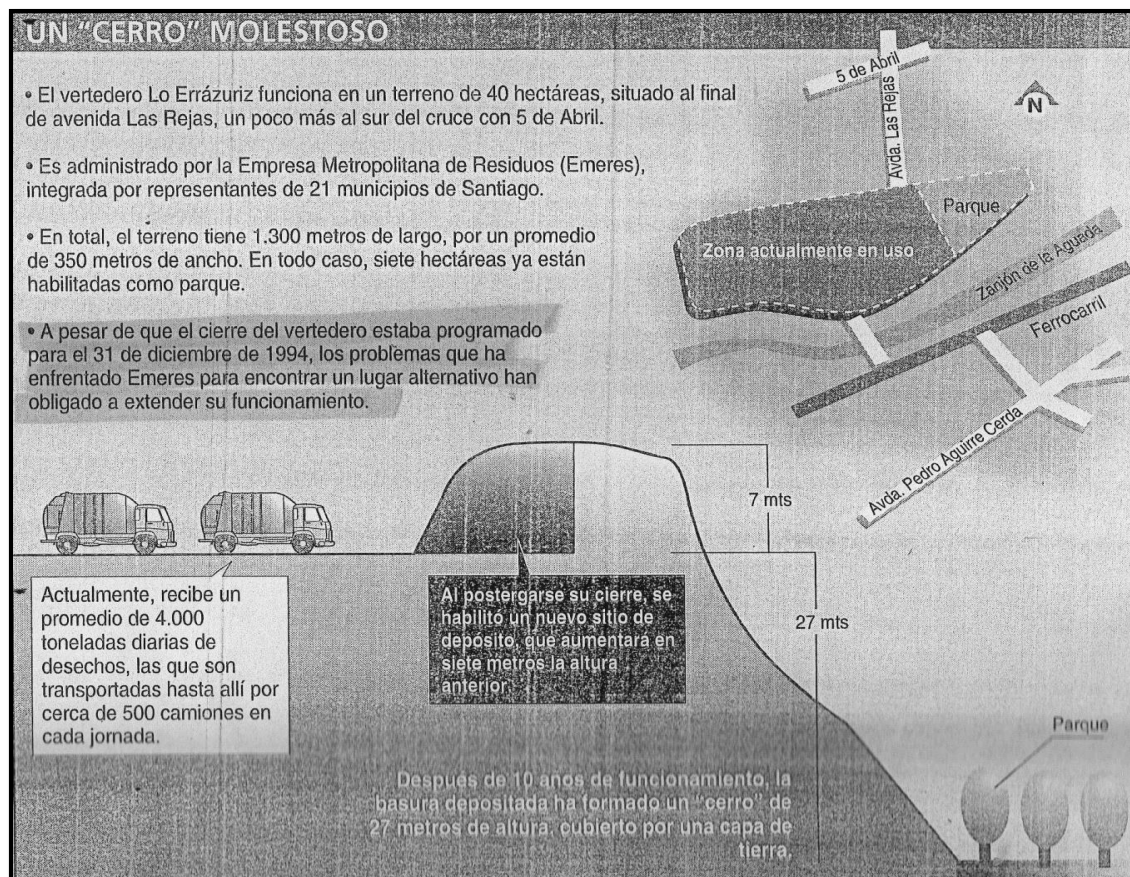 UN "CERRO" MOLESTOSO
• El vertedero Lo Errázuriz funciona en un terreno de 40 hectáreas, situado al final
de avenida Las Rejas, un poco más al sur del cruce con 5 de Abril.
• Es administrado por la Empresa Metropolitana de Residuos (Emeres),
integrada por representantes de 21 municipios de Santiago.
• En total, el terreno tiene 1.300 metros de largo, por un promedio
de 350 metros de ancho. En todo caso, siete hectáreas ya están
habilitadas como parque.
• A pesar de que el cierre del vertedero estaba programado
para el 31 de diciembre de 1994, los problemas que ha
enfrentado Emeres para encontrar un lugar alternativo han
obligado a extender su funcionamiento.
5 de Abril
Avda. Las Rejas
N
Parque
Zona actualmente en uso
Zanjón de la Aguada
Ferrocarril
Avda. Pedro Aguirre Cerda
7 mts
27 mts
Actualmente, recibe un
promedio de 4.000
toneladas diarias de
desechos, las que son
transportadas hasta allí por
cerca de 500 camiones en
cada jornada.
Al postergarse su cierre, se
habilitó un nuevo sitio de
depósito, que aumentará en
siete metros la altura
anterior
Parque
Después de 10 años de funcionamiento, la
basura depositada ha formado un "cerro" de
27 metros de altura, cubierto por una capa de
tierra.